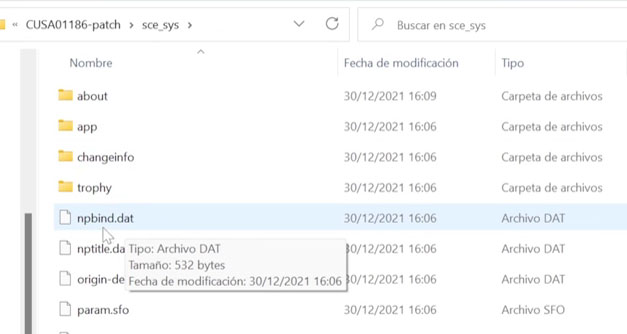 « CUSA01186-patch > sce_sys >
Buscar en sce_sys
Nombre Fecha de modificación Tipo
about 30/12/2021 16:09 Carpeta de archivos
app 30/12/2021 16:06 Carpeta de archivos
changeinfo 30/12/2021 16:06 Carpeta de archivos
trophy 30/12/2021 16:06 Carpeta de archivos
npbind.dat 30/12/2021 16:06 Archivo DAT
nptitle.da 30/12/2021 16:06 Archivo DAT
Tipo: Archivo DAT
Tamaño: 532 bytes
origin-de 30/12/2021 16:06 Archivo DAT
Fecha de modificación: 30/12/2021 16:06
param.sfo 30/12/2021 16:06 Archivo SFO